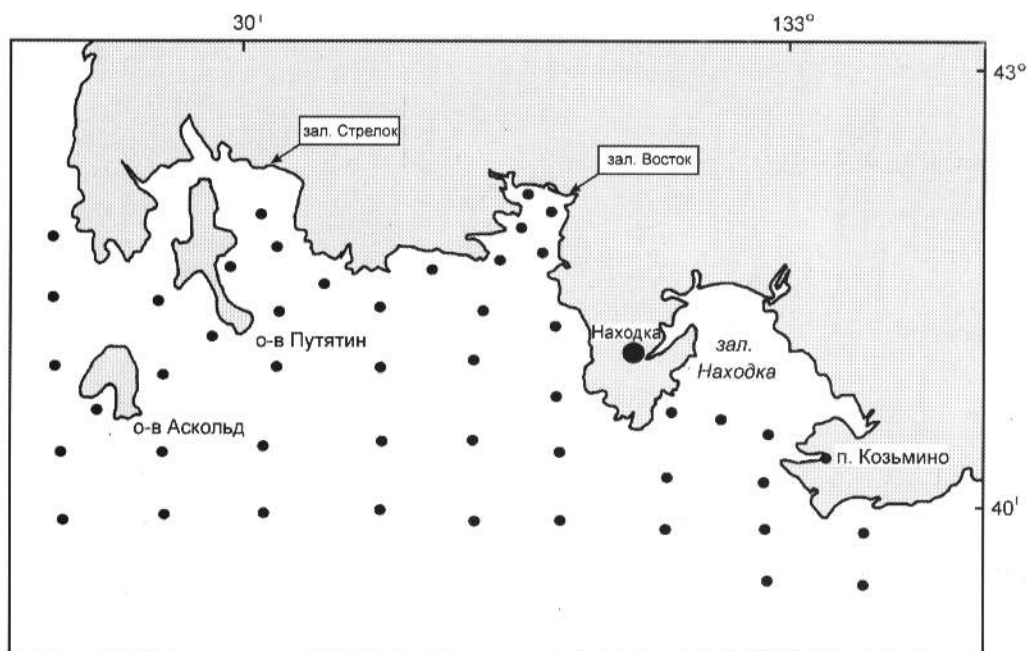 30'
133°
43°
зал. Стрелок
зал. Восток
Находка
о-в Путятин
зал.
Находка
о-в Аскольд
п. Козьмино
40'